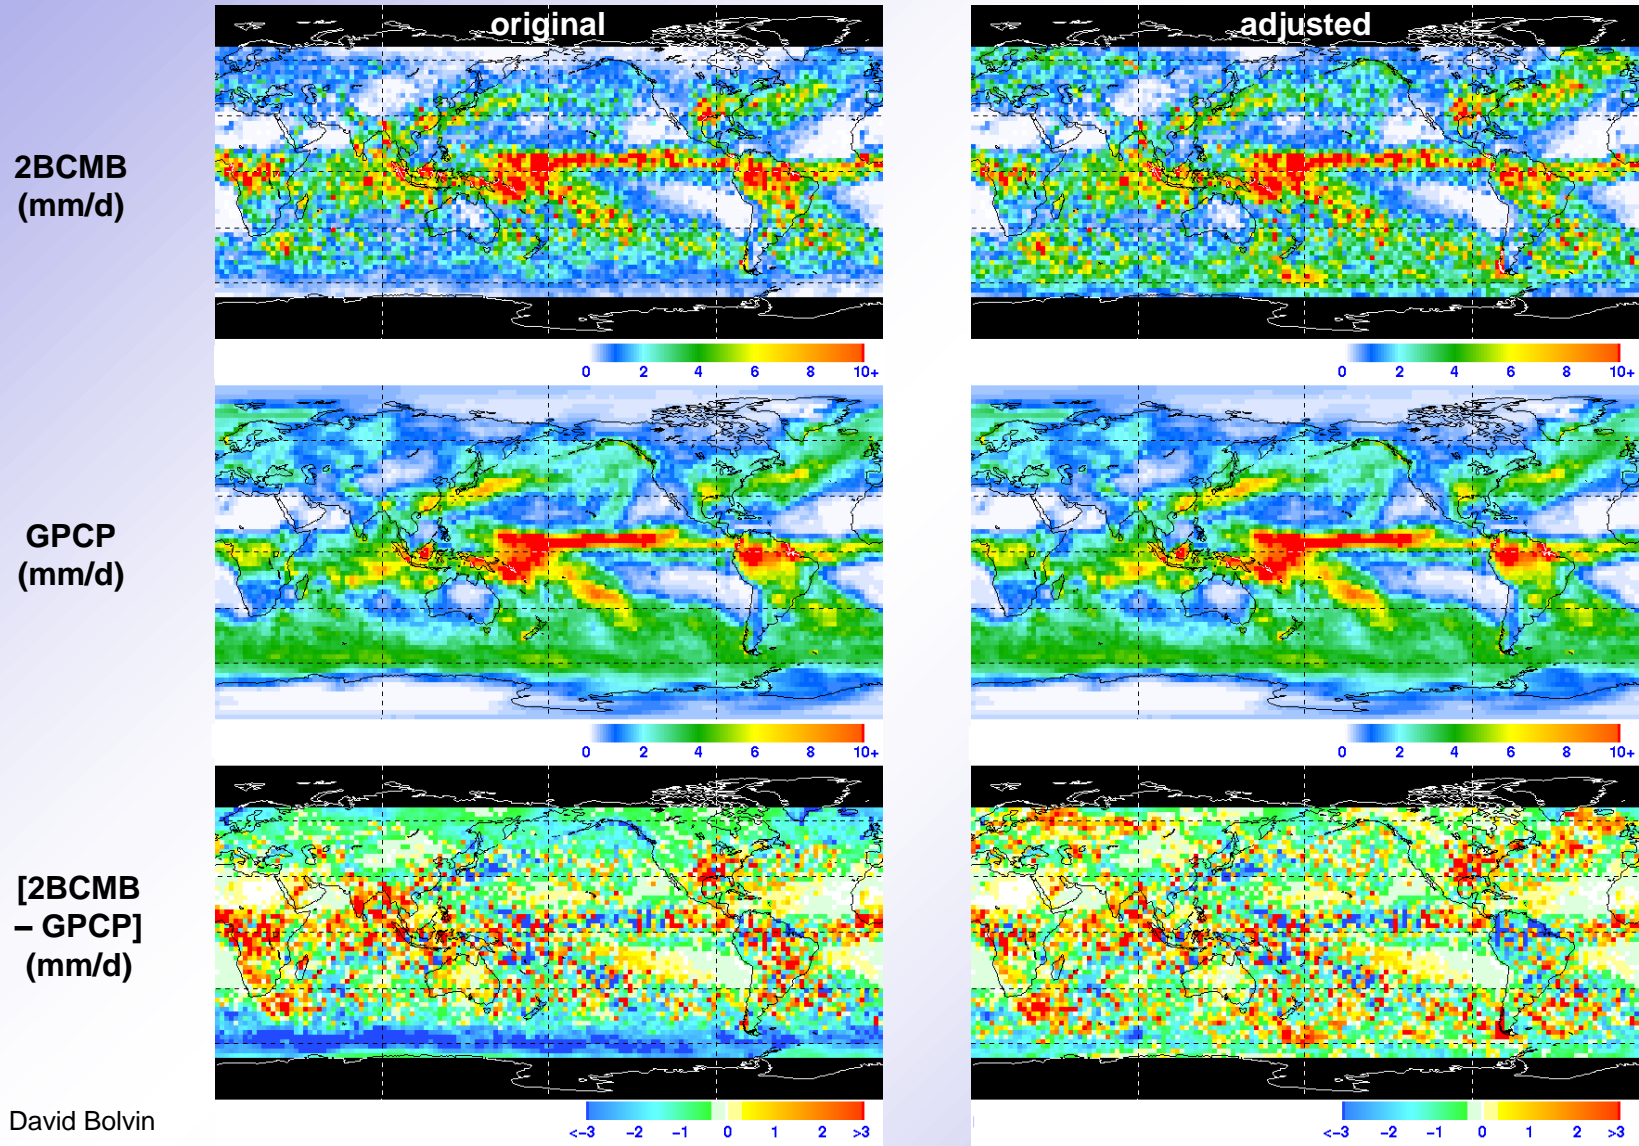 original
adjusted
2BCMB
(mm/d)
0 2 4 6 8 10+
0 2 4 6 8 10+
GPCP
(mm/d)
0 2 4 6 8 10+
0 2 4 6 8 10+
[2BCMB
– GPCP]
(mm/d)
<-3 -2 -1 0 1 2 >3
<-3 -2 -1 0 1 2 >3
David Bolvin